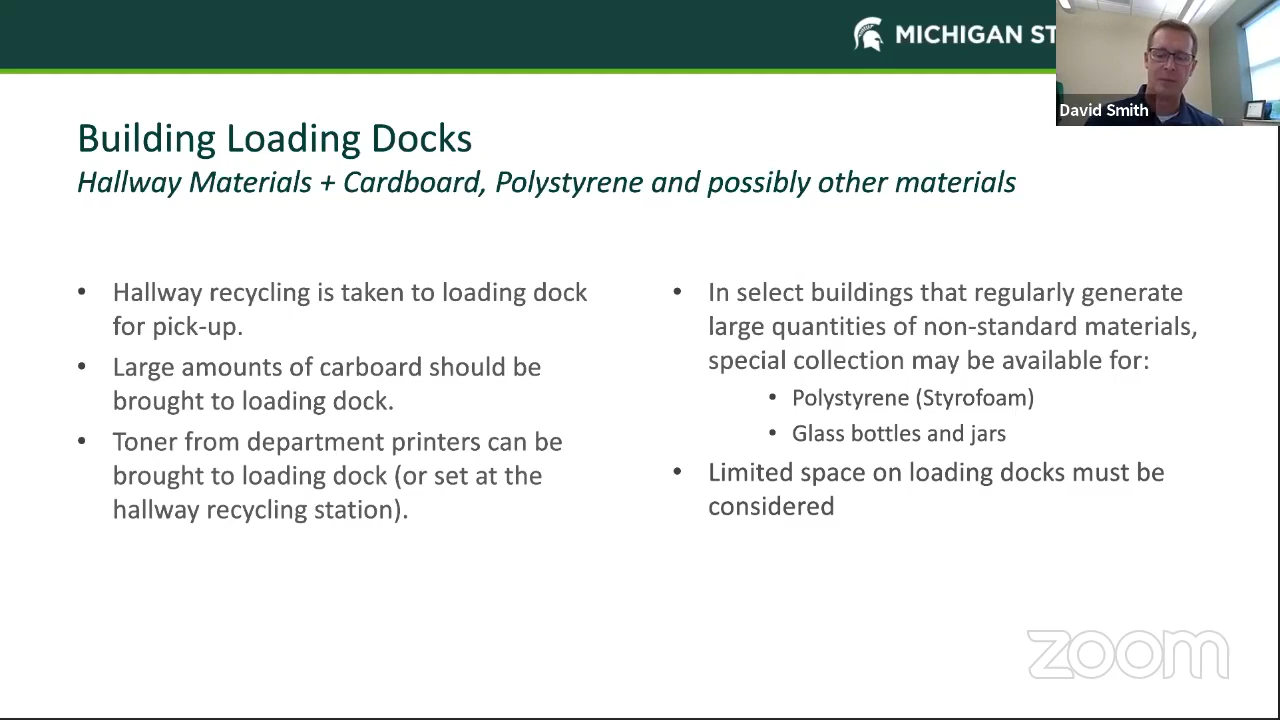 MICHIGAN ST
David Smith
Building Loading Docks
Hallway Materials + Cardboard, Polystyrene and possibly other materials
• Hallway recycling is taken to loading dock
for pick-up.
• Large amounts of carboard should be
brought to loading dock.
• Toner from department printers can be
brought to loading dock (or set at the
hallway recycling station).
• In select buildings that regularly generate
large quantities of non-standard materials,
special collection may be available for:
• Polystyrene (Styrofoam)
• Glass bottles and jars
• Limited space on loading docks must be
considered
zoom